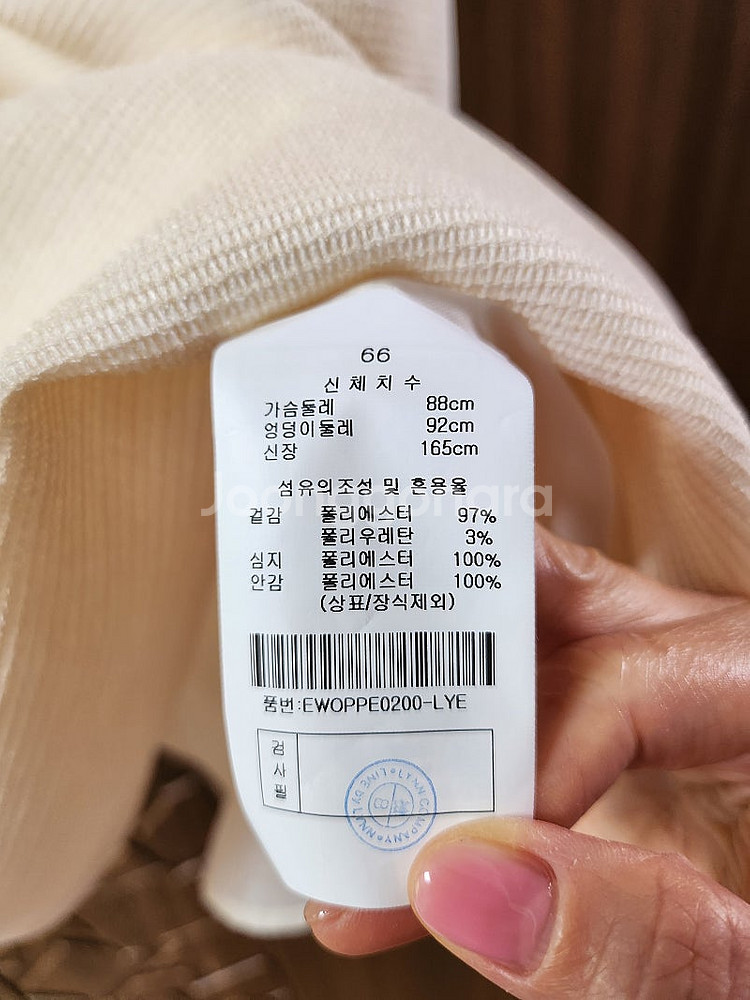 66
신체치수
가슴둘레 88cm
엉덩이둘레 92cm
신장 165cm
섬유의조성 및 혼용율
겉감 폴리에스터 97%
폴리우레탄 3%
심지 폴리에스터 100%
안감 폴리에스터 100%
(상표/장식제외)
품번:EWOPPE0200-LYE
검사필
Joonggonara